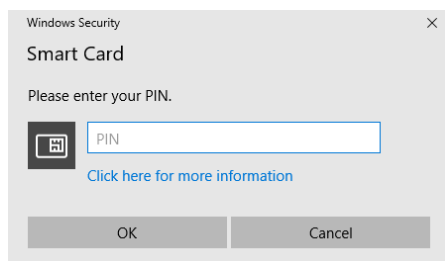 Windows Security
Smart Card
Please enter your PIN.
PIN
Click here for more information
OK
Cancel